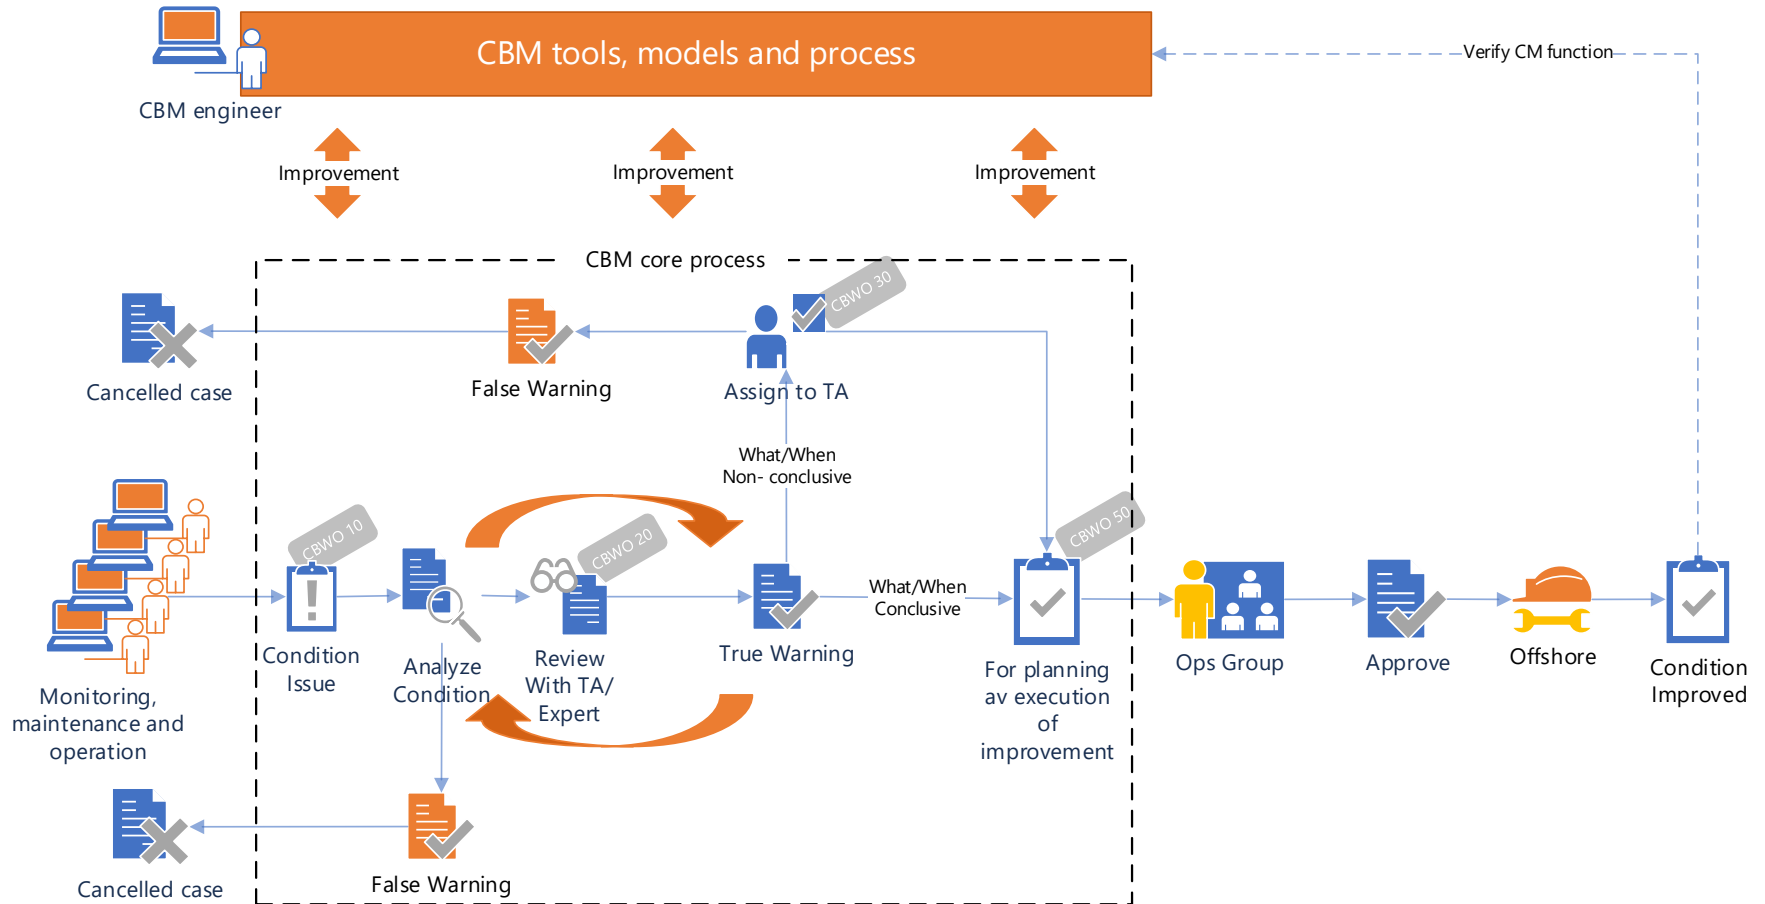 CBM tools, models and process
Verify CM function
CBM engineer
Improvement
Improvement
Improvement
CBM core process
CBWO 30
Cancelled case
False Warning
Assign to TA
What/When
Non- conclusive
CBWO 10
CBWO 20
CBWO 50
What/When
Conclusive
Monitoring,
maintenance and
operation
Condition
Issue
Analyze
Condition
Review
With TA/
Expert
True Warning
For planning
av execution
of
improvement
Ops Group
Approve
Offshore
Condition
Improved
Cancelled case
False Warning